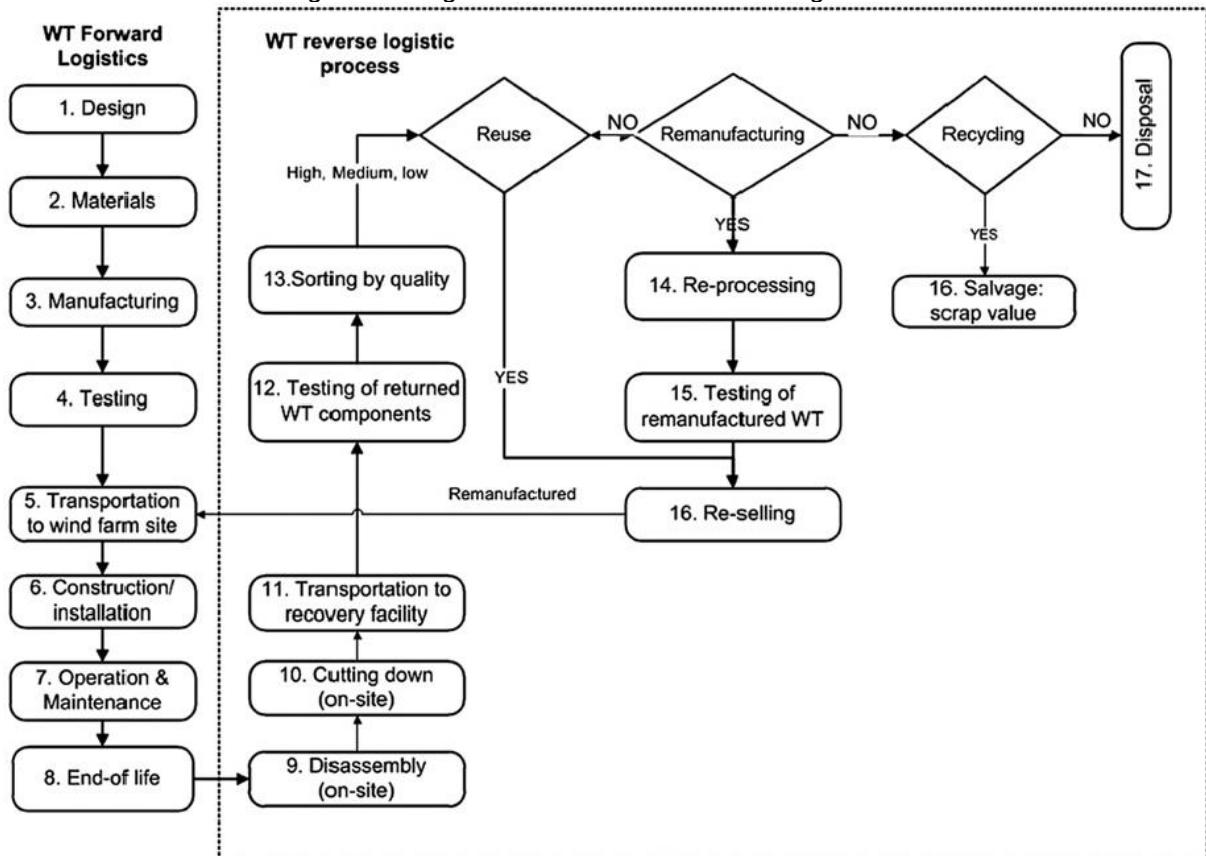 WT Forward
Logistics
1. Design
2. Materials
3. Manufacturing
4. Testing
5. Transportation
to wind farm site
6. Construction/
installation
7. Operation &
Maintenance
8. End-of life
WT reverse logistic
process
Reuse
NO
Remanufacturing
NO
Recycling
NO
17. Disposal
High, Medium, low
YES
YES
YES
13.Sorting by quality
14. Re-processing
16. Salvage:
scrap value
12. Testing of returned
WT components
15. Testing of
remanufactured WT
Remanufactured
16. Re-selling
11. Transportation to
recovery facility
10. Cutting down
(on-site)
9. Disassembly
(on-site)